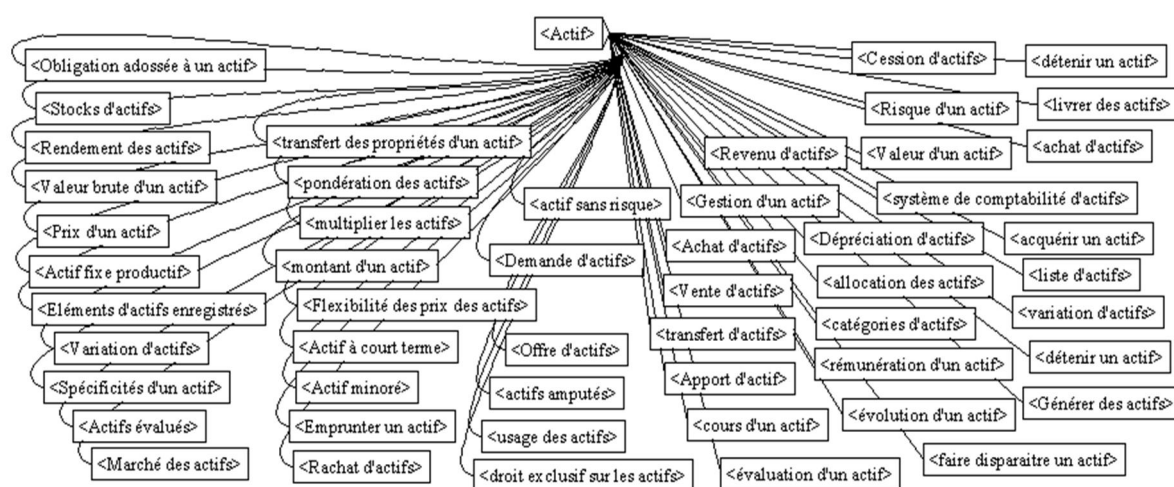 <Actif>
<Obligation adossée à un actif>
<Stocks d'actifs>
<Rendement des actifs>
<Valeur brute d'un actif>
<Prix d'un actif>
<Actif fixe productif>
<Eléments d'actifs enregistrés>
<Variation d'actifs>
<Spécificités d'un actif>
<Actifs évalués>
<Marché des actifs>
<transfert des propriétés d'un actif>
<pondération des actifs>
<multiplier les actifs>
<montant d'un actif>
<Flexibilité des prix des actifs>
<Actif à court terme>
<Actif minoré>
<Emprunter un actif>
<Rachat d'actifs>
<actif sans risque>
<Demande d'actifs>
<Offre d'actifs>
<actifs amputés>
<usage des actifs>
<droit exclusif sur les actifs>
<Revenu d'actifs>
<Gestion d'un actif>
<Achat d'actifs>
<Vente d'actifs>
<transfert d'actifs>
<Apport d'actif>
<cours d'un actif>
<évaluation d'un actif>
<Cession d'actifs>
<Risque d'un actif>
<Valeur d'un actif>
<système de comptabilité d'actifs>
<Dépréciation d'actifs>
<allocation des actifs>
<catégories d'actifs>
<rémunération d'un actif>
<évolution d'un actif>
<faire disparaitre un actif>
<détenir un actif>
<livrer des actifs>
<achat d'actifs>
<acquérir un actif>
<liste d'actifs>
<variation d'actifs>
<détenir un actif>
<Générer des actifs>